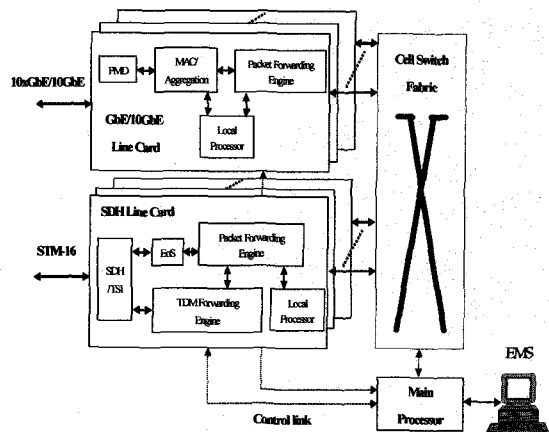 10xGbE/10GbE
PMD
MAC/
Aggregation
Packet Forwarding
Engine
GbE/10GbE
Line Card
Local
Processor
Cell Switch
Fabric
SDH Line Card
STM-16
SDH
/TSI
EoS
Packet Forwarding
Engine
TDM Forwarding
Engine
Local
Processor
Control link
Main
Processor
EMS